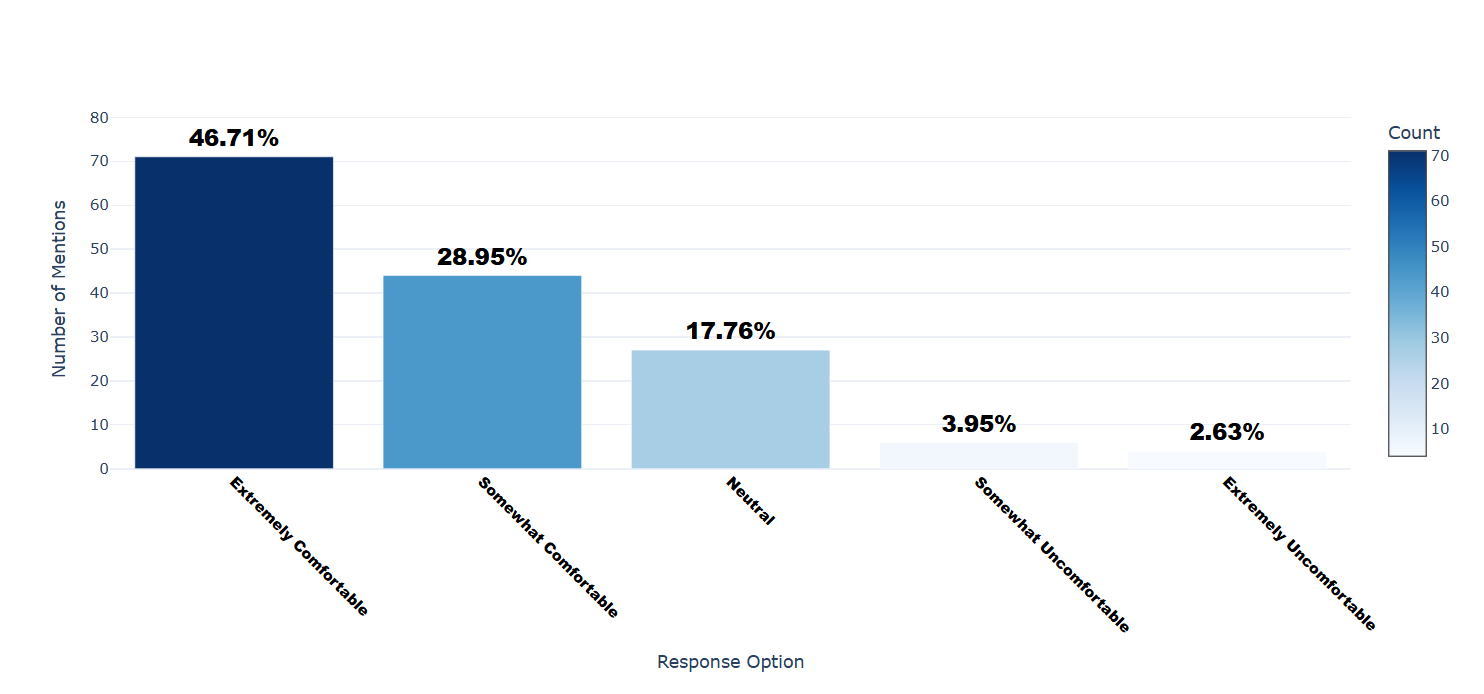 80
70
60
50
40
30
20
10
0
Number of Mentions
46.71%
28.95%
17.76%
3.95%
2.63%
Extremely Comfortable
Somewhat Comfortable
Neutral
Somewhat Uncomfortable
Extremely Uncomfortable
Response Option
Count
70
60
50
40
30
20
10